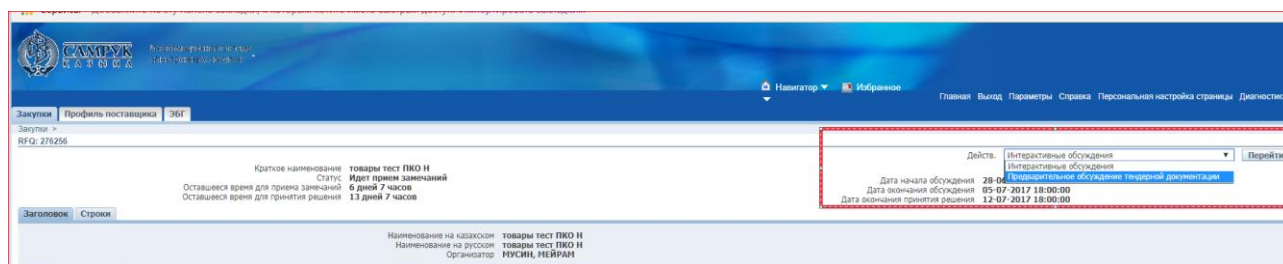 САМРУК
КАЗЫНА
Навигатор
Избранное
Главная Выход Параметры Справка Персональная настройка страницы
Закупки Профиль поставщика ЭБГ
Закупки >
RFQ: 276256
Действ. Интерактивные обсуждения Перейти
Интерактивные обсуждения
Предварительное обсуждение тендерной документации
Краткое наименование товары тест ПКО Н
Статус Идет прием замечаний
Оставшееся время для приема замечаний 6 дней 7 часов
Оставшееся время для принятия решения 13 дней 7 часов
Дата начала обсуждения
Дата окончания обсуждения 05-07-2017 18:00:00
Дата окончания принятия решения 12-07-2017 18:00:00
Заголовок Строки
Наименование на казахском товары тест ПКО Н
Наименование на русском товары тест ПКО Н
Организатор МУСИН, МЕЙРАМ